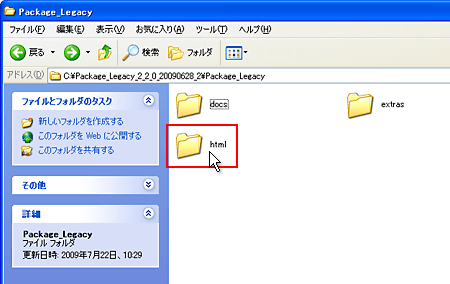 Package_Legacy
ファイル(F) 編集(E) 表示(V) お気に入り(A) ツール(T) ヘルプ(H)
戻る 検索 フォルダ
アドレス(D) C:¥Package_Legacy_2_2_0_20090628_2¥Package_Legacy
ファイルとフォルダのタスク
新しいフォルダを作成する
このフォルダを Web に公開する
このフォルダを共有する
その他
詳細
Package_Legacy
ファイル フォルダ
更新日時: 2009年7月22日、10:29
docs
extras
html